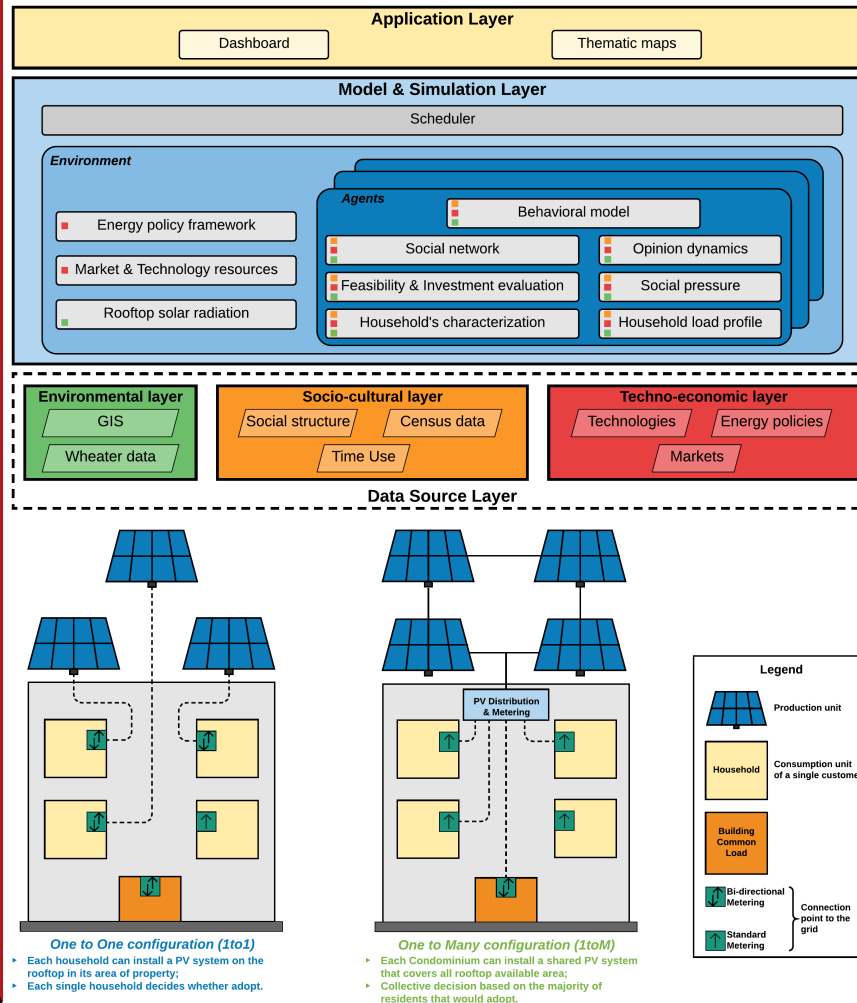 Application Layer
Dashboard
Thematic maps
Model & Simulation Layer
Scheduler
Environment
Agents
Behavioral model
Energy policy framework
Social network
Opinion dynamics
Market & Technology resources
Feasibility & Investment evaluation
Social pressure
Rooftop solar radiation
Household's characterization
Household load profile
Environmental layer
GIS
Wheater data
Socio-cultural layer
Social structure
Census data
Time Use
Techno-economic layer
Technologies
Energy policies
Markets
Data Source Layer
PV Distribution
& Metering
One to One configuration (1to1)
▸ Each household can install a PV system on the
rooftop in its area of property;
▸ Each single household decides whether adopt.
One to Many configuration (1toM)
▸ Each Condominium can install a shared PV system
that covers all rooftop available area;
▸ Collective decision based on the majority of
residents that would adopt.
Legend
Production unit
Household
Consumption unit
of a single custome
Building
Common
Load
Bi-directional
Metering
Standard
Metering
Connection
point to the
grid